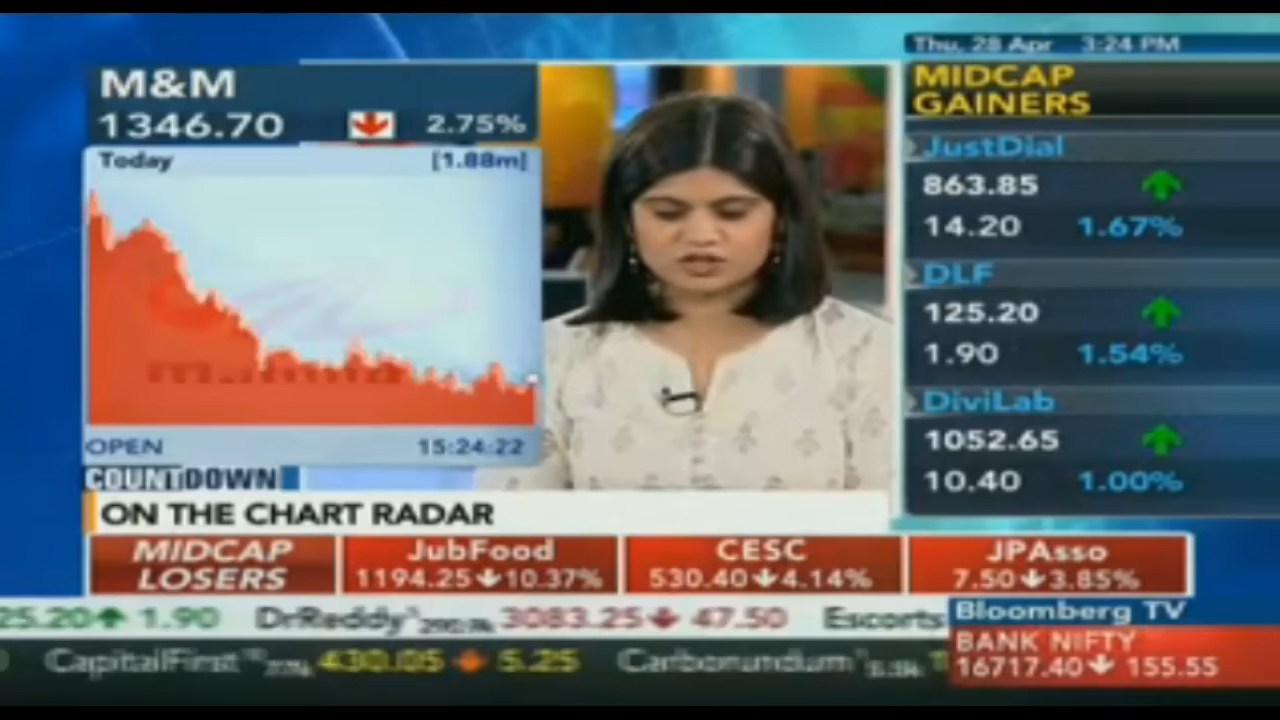 Thu, 28 Apr 3:24 PM
M&M
1346.70 2.75%
Today [1.88m]
OPEN 15:24:22
COUNTDOWN
ON THE CHART RADAR
MIDCAP
GAINERS
JustDial
863.85
14.20 1.67%
DLF
125.20
1.90 1.54%
DiviLab
1052.65
10.40 1.00%
MIDCAP
LOSERS
JubFood
1194.25 10.37%
CESC
530.40 4.14%
JPAsso
7.50 3.85%
25.20 1.90 DrReddy 3083.25 47.50 Escorts
CapitalFirst 430.05 5.25 Carborundum
Bloomberg TV
BANK NIFTY
16717.40 155.55